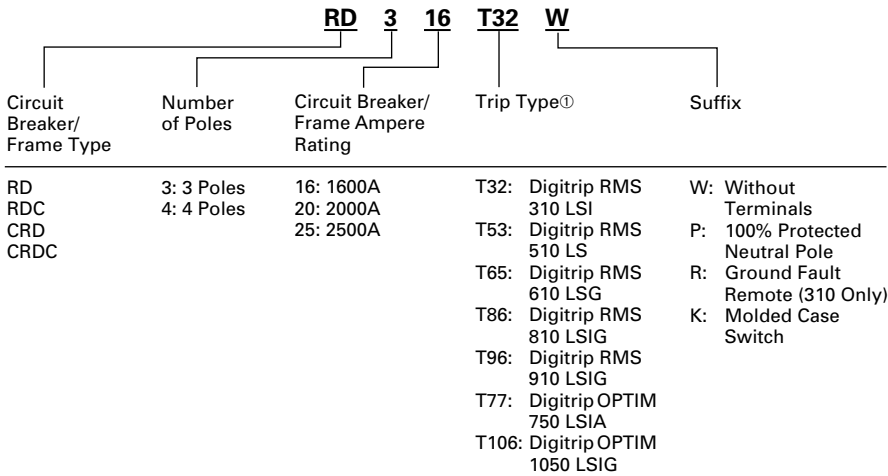 RD 3 16 T32 W
Circuit
Breaker/
Frame Type
Number
of Poles
Circuit Breaker/
Frame Ampere
Rating
Trip Type①
Suffix
RD
RDC
CRD
CRDC
3: 3 Poles
4: 4 Poles
16: 1600A
20: 2000A
25: 2500A
T32: Digitrip RMS
310 LSI
T53: Digitrip RMS
510 LS
T65: Digitrip RMS
610 LSG
T86: Digitrip RMS
810 LSIG
T96: Digitrip RMS
910 LSIG
T77: Digitrip OPTIM
750 LSIA
T106: Digitrip OPTIM
1050 LSIG
W: Without
Terminals
P: 100% Protected
Neutral Pole
R: Ground Fault
Remote (310 Only)
K: Molded Case
Switch